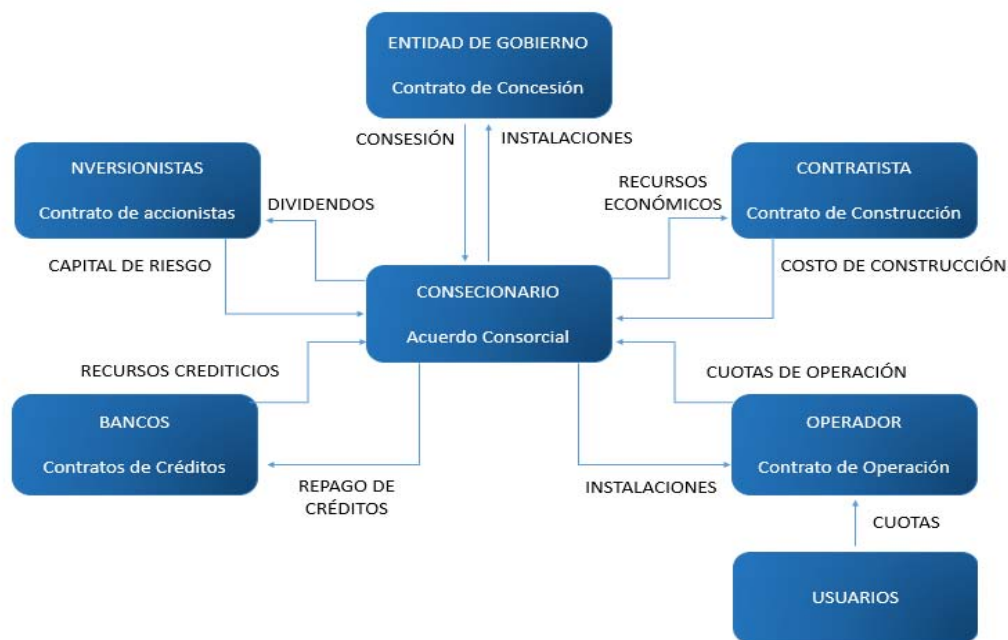 ENTIDAD DE GOBIERNO
Contrato de Concesión
CONSESIÓN
INSTALACIONES
NVERSIONISTAS
Contrato de accionistas
DIVIDENDOS
RECURSOS
ECONÓMICOS
CONTRATISTA
Contrato de Construcción
CAPITAL DE RIESGO
COSTO DE CONSTRUCCIÓN
CONSECIONARIO
Acuerdo Consorcial
RECURSOS CREDITICIOS
CUOTAS DE OPERACIÓN
BANCOS
Contratos de Créditos
OPERADOR
Contrato de Operación
REPAGO DE
CRÉDITOS
INSTALACIONES
CUOTAS
USUARIOS